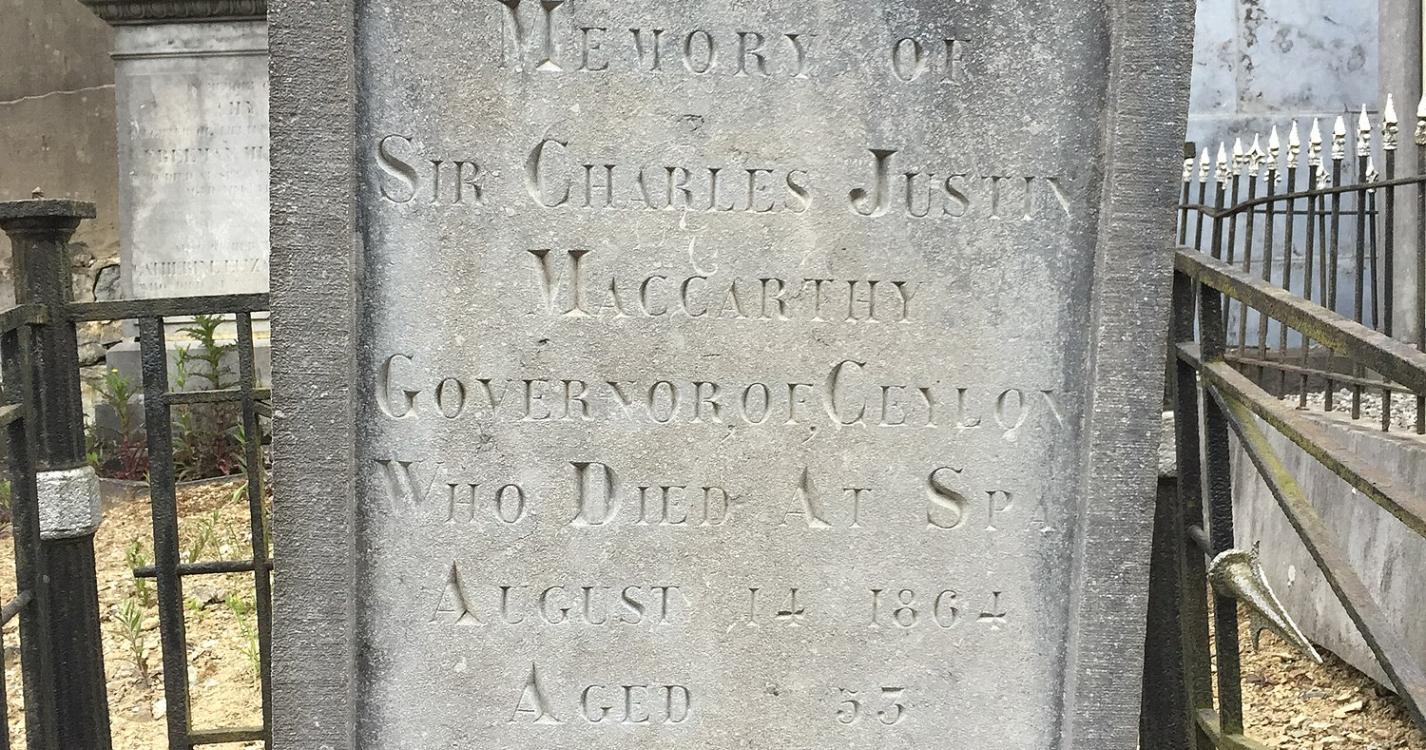 MEMORY OF
SIR CHARLES JUSTIN
MACCARTHY
GOVERNOR OF CEYLON
WHO DIED AT SPA
AUGUST 14 1864
AGED 53